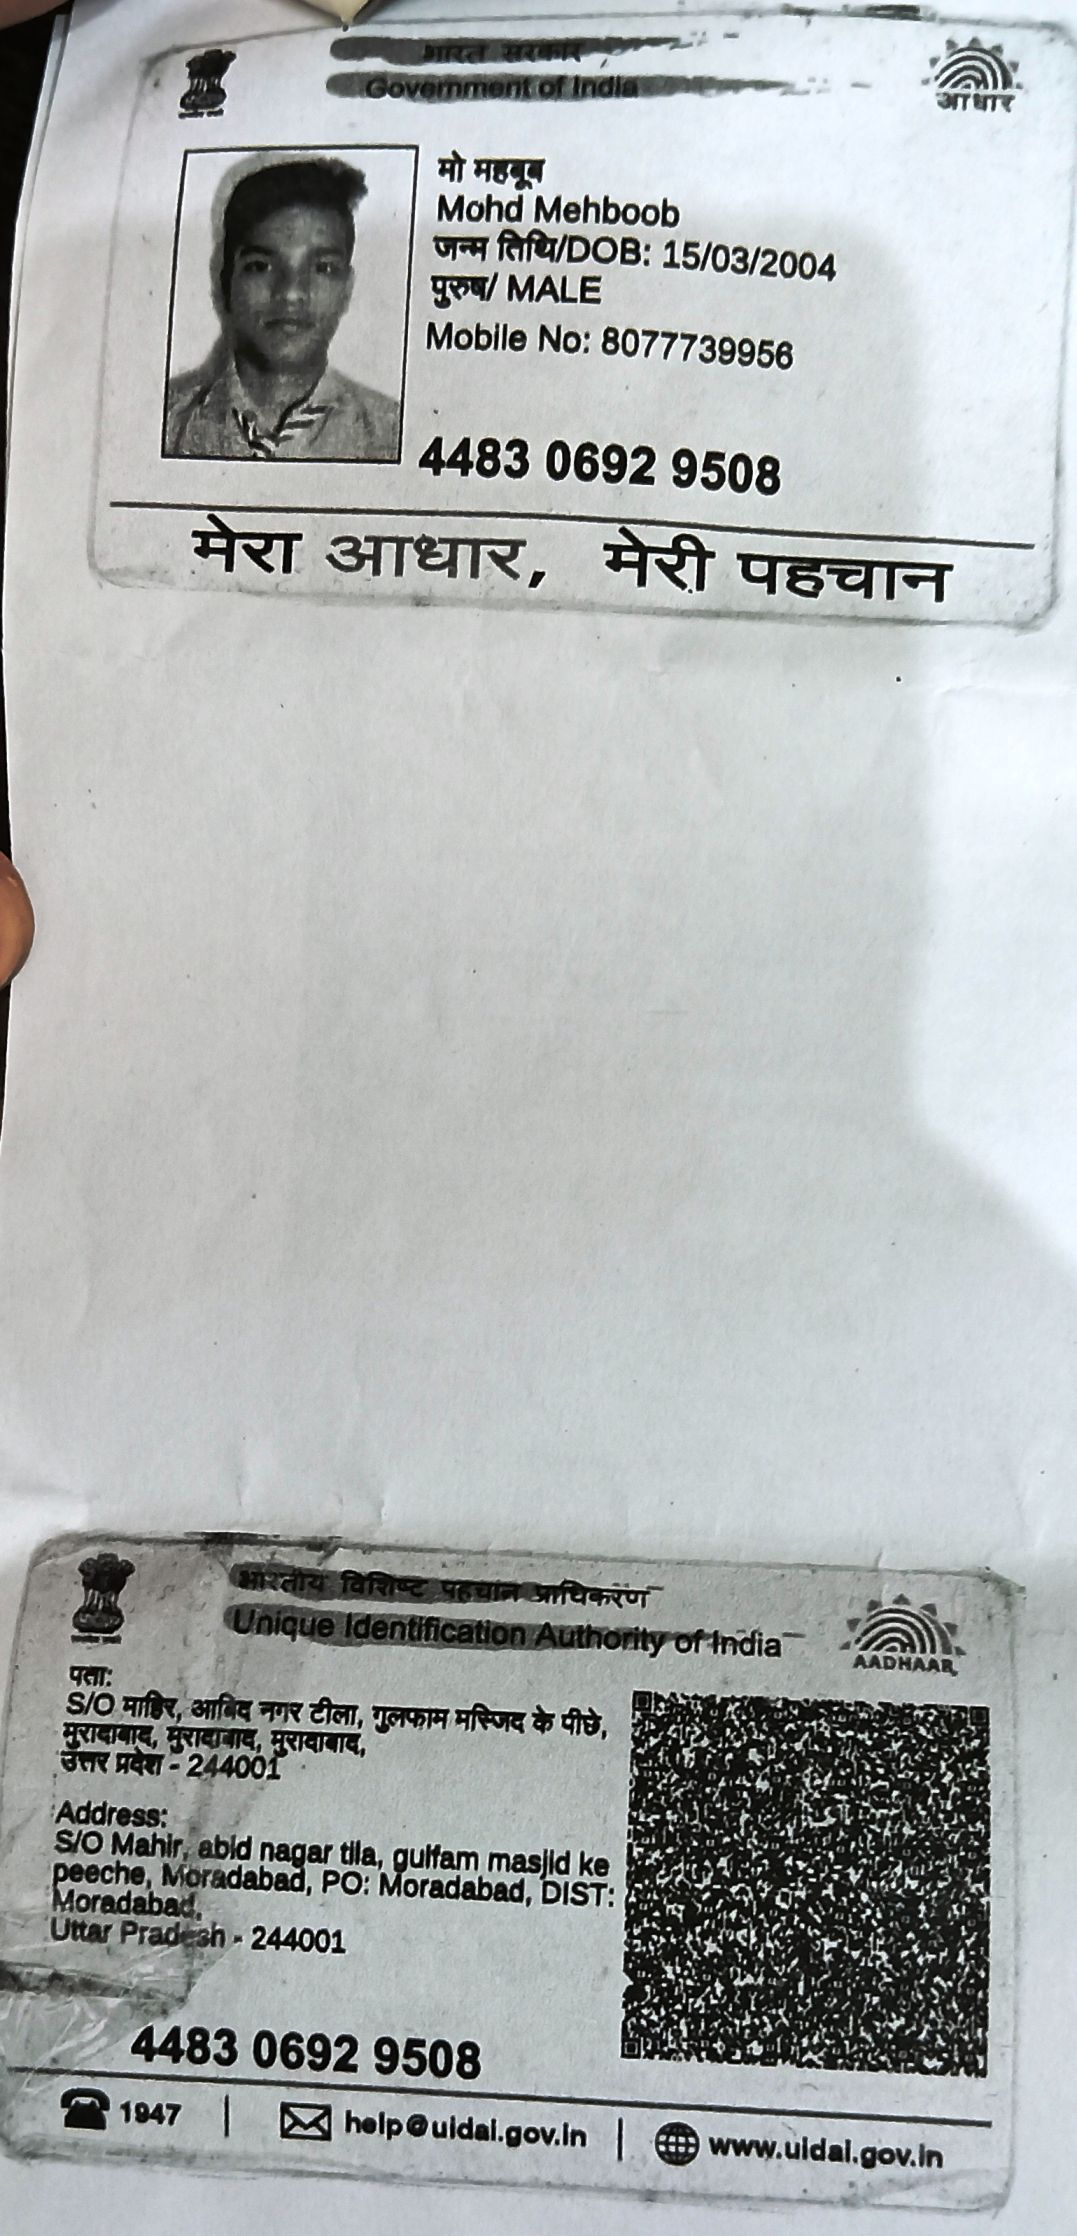 भारत सरकार
Government of India
आधार
मो महबूब
Mohd Mehboob
जन्म तिथि/DOB: 15/03/2004
पुरुष/ MALE
Mobile No: 8077739956
4483 0692 9508
मेरा आधार, मेरी पहचान
भारतीय विशिष्ट पहचान प्राधिकरण
Unique Identification Authority of India
AADHAAR
पता:
S/O माहिर, आबिद नगर टीला, गुलफाम मस्जिद के पीछे,
मुरादाबाद, मुरादाबाद, मुरादाबाद,
उत्तर प्रदेश - 244001
Address:
S/O Mahir, abid nagar tila, gulfam masjid ke
peeche, Moradabad, PO: Moradabad, DIST:
Moradabad,
Uttar Pradesh - 244001
4483 0692 9508
1947 | help@uidai.gov.in | www.uidai.gov.in